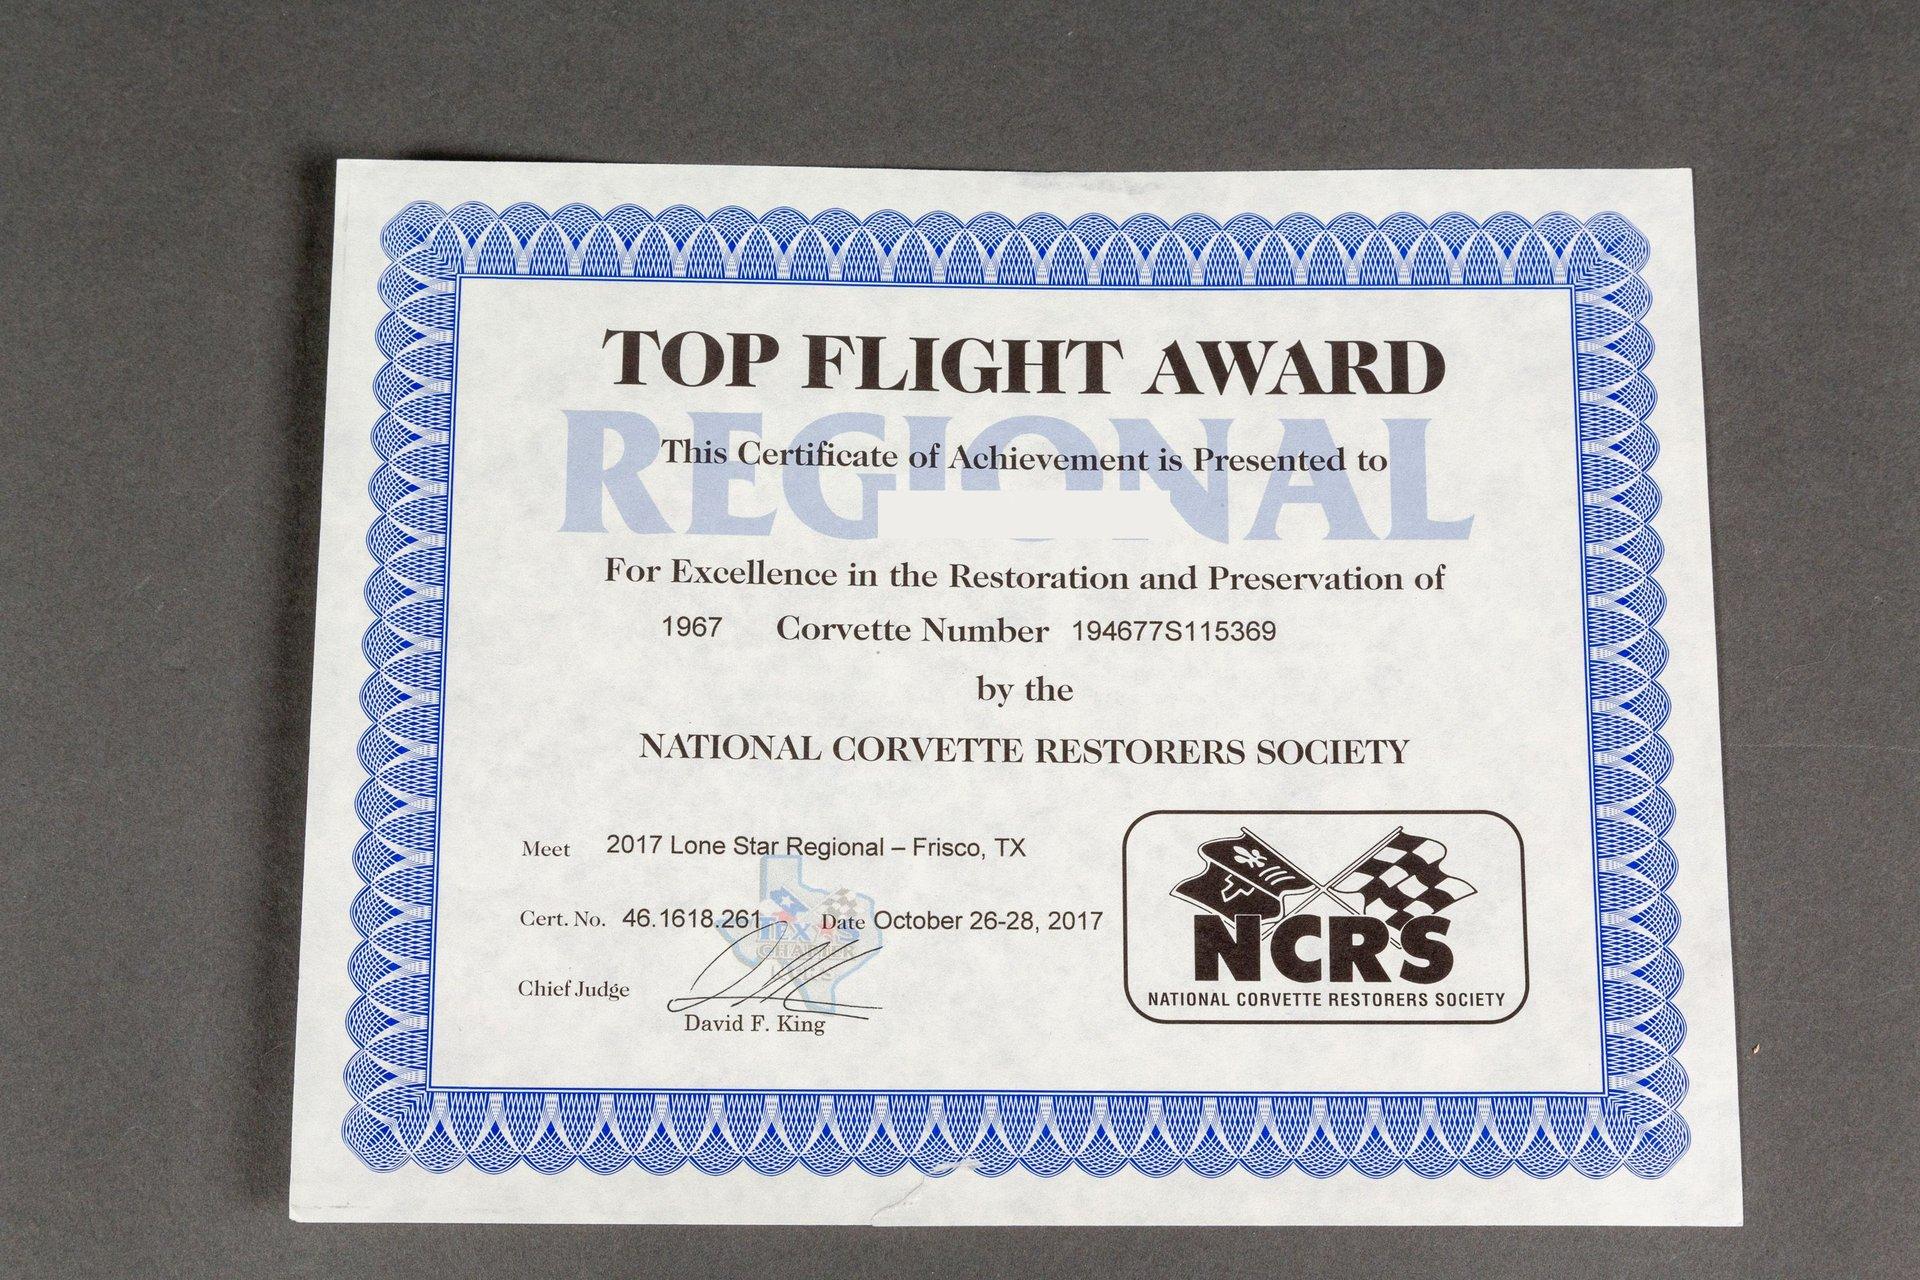 TOP FLIGHT AWARD
REGIONAL
This Certificate of Achievement is Presented to
For Excellence in the Restoration and Preservation of
1967 Corvette Number 194677S115369
by the
NATIONAL CORVETTE RESTORERS SOCIETY
Meet 2017 Lone Star Regional – Frisco, TX
Cert. No. 46.1618.261 Date October 26-28, 2017
TEXAS
CHAPTER
Chief Judge
David F. King
NCRS
NATIONAL CORVETTE RESTORERS SOCIETY